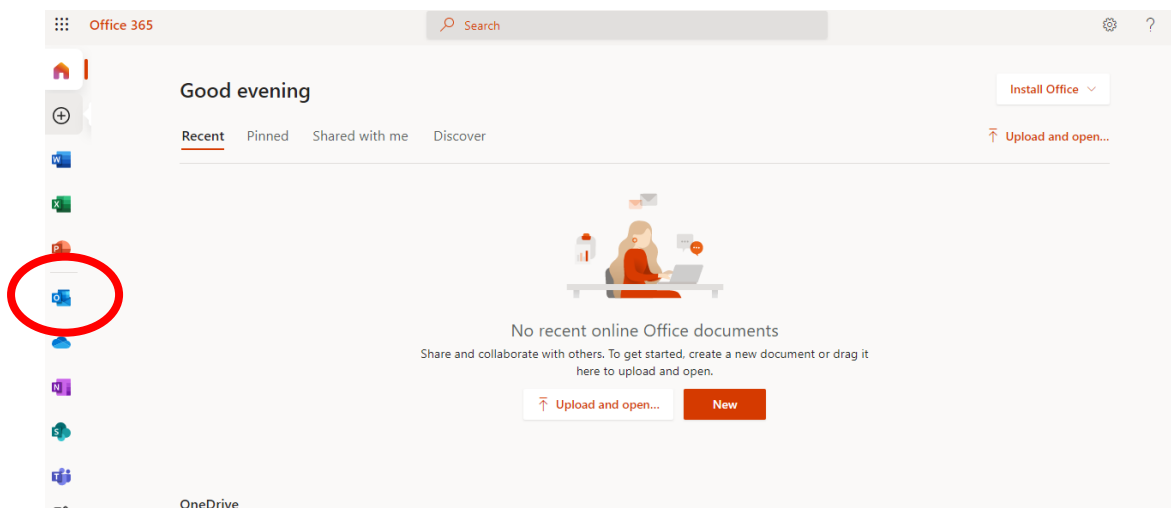 Office 365
Search
?
Good evening
Install Office
Recent Pinned Shared with me Discover
Upload and open...
W
X
P
O
No recent online Office documents
Share and collaborate with others. To get started, create a new document or drag it
here to upload and open.
N
Upload and open... New
S
T
OneDrive